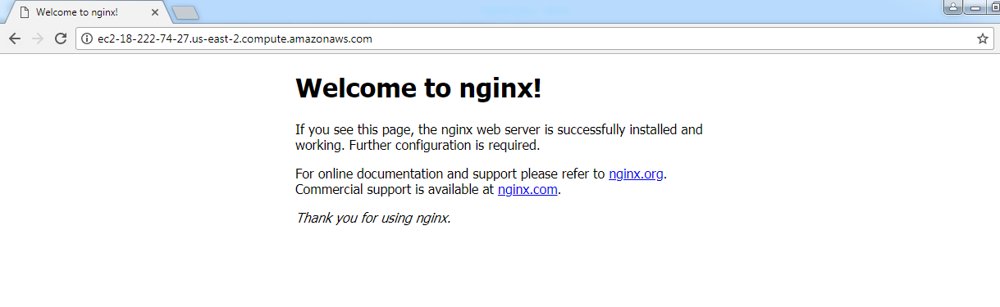 Welcome to nginx!
ec2-18-222-74-27.us-east-2.compute.amazonaws.com
Welcome to nginx!
If you see this page, the nginx web server is successfully installed and
working. Further configuration is required.
For online documentation and support please refer to nginx.org.
Commercial support is available at nginx.com.
Thank you for using nginx.